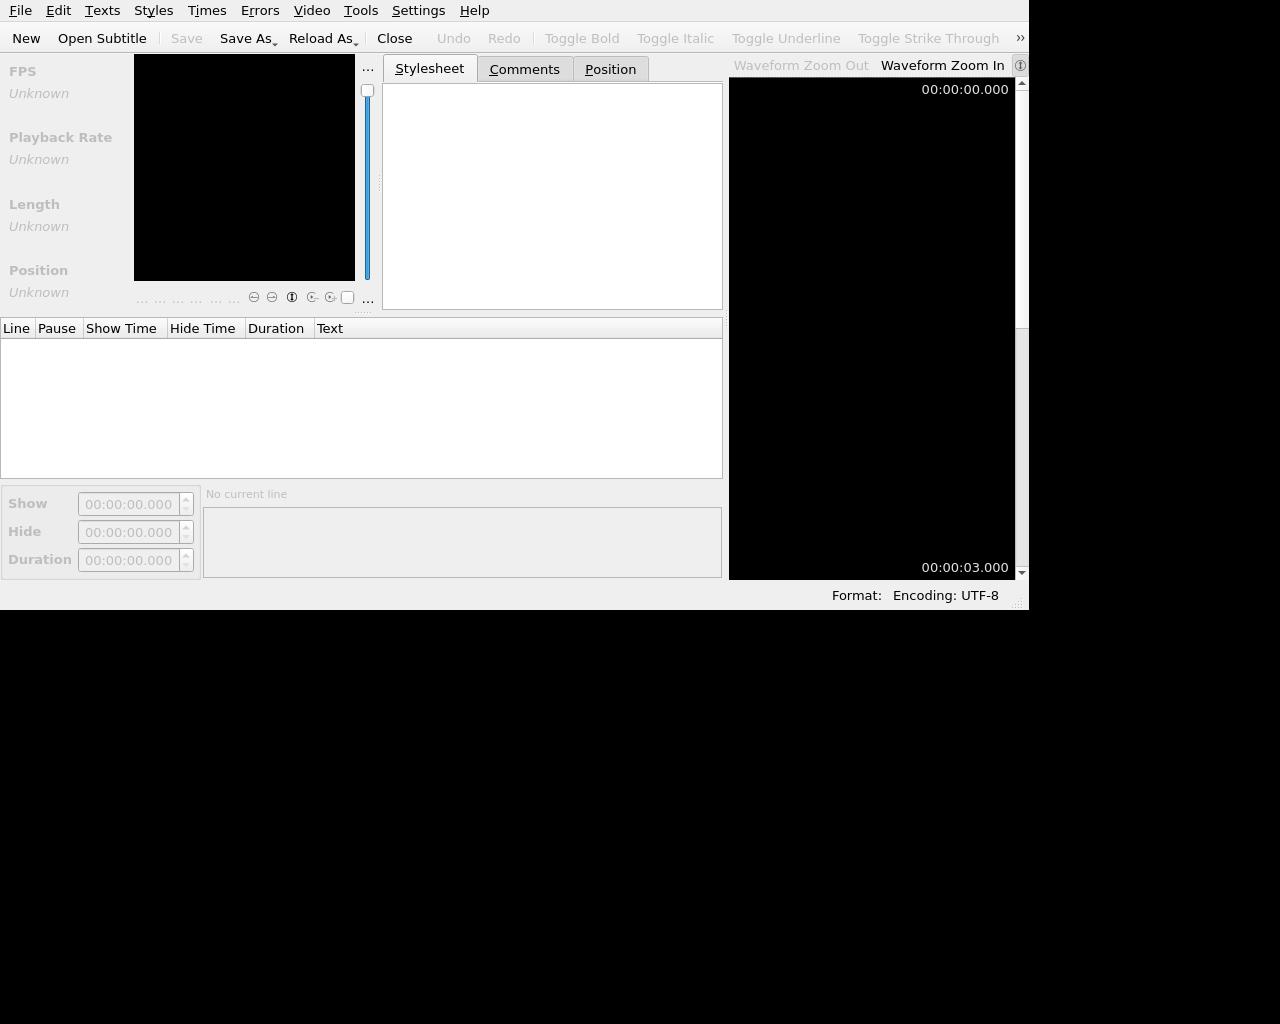 File Edit Texts Styles Times Errors Video Tools Settings Help
New Open Subtitle Save Save As Reload As Close Undo Redo Toggle Bold Toggle Italic Toggle Underline Toggle Strike Through ››
FPS
Unknown
Playback Rate
Unknown
Length
Unknown
Position
Unknown
...
... ... ... ... ... ... ...
Stylesheet Comments Position
Waveform Zoom Out Waveform Zoom In
00:00:00.000
00:00:03.000
Line Pause Show Time Hide Time Duration Text
Show 00:00:00.000
Hide 00:00:00.000
Duration 00:00:00.000
No current line
Format: Encoding: UTF-8